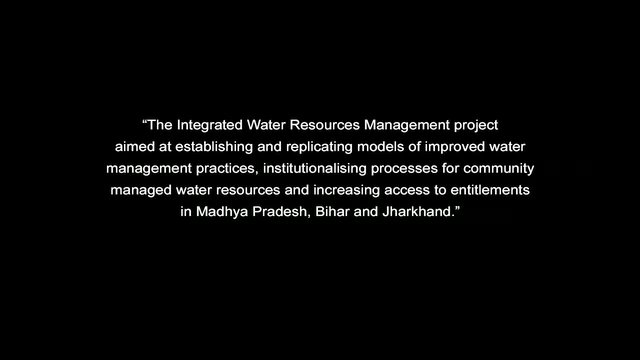 “The Integrated Water Resources Management project
aimed at establishing and replicating models of improved water
management practices, institutionalising processes for community
managed water resources and increasing access to entitlements
in Madhya Pradesh, Bihar and Jharkhand.”